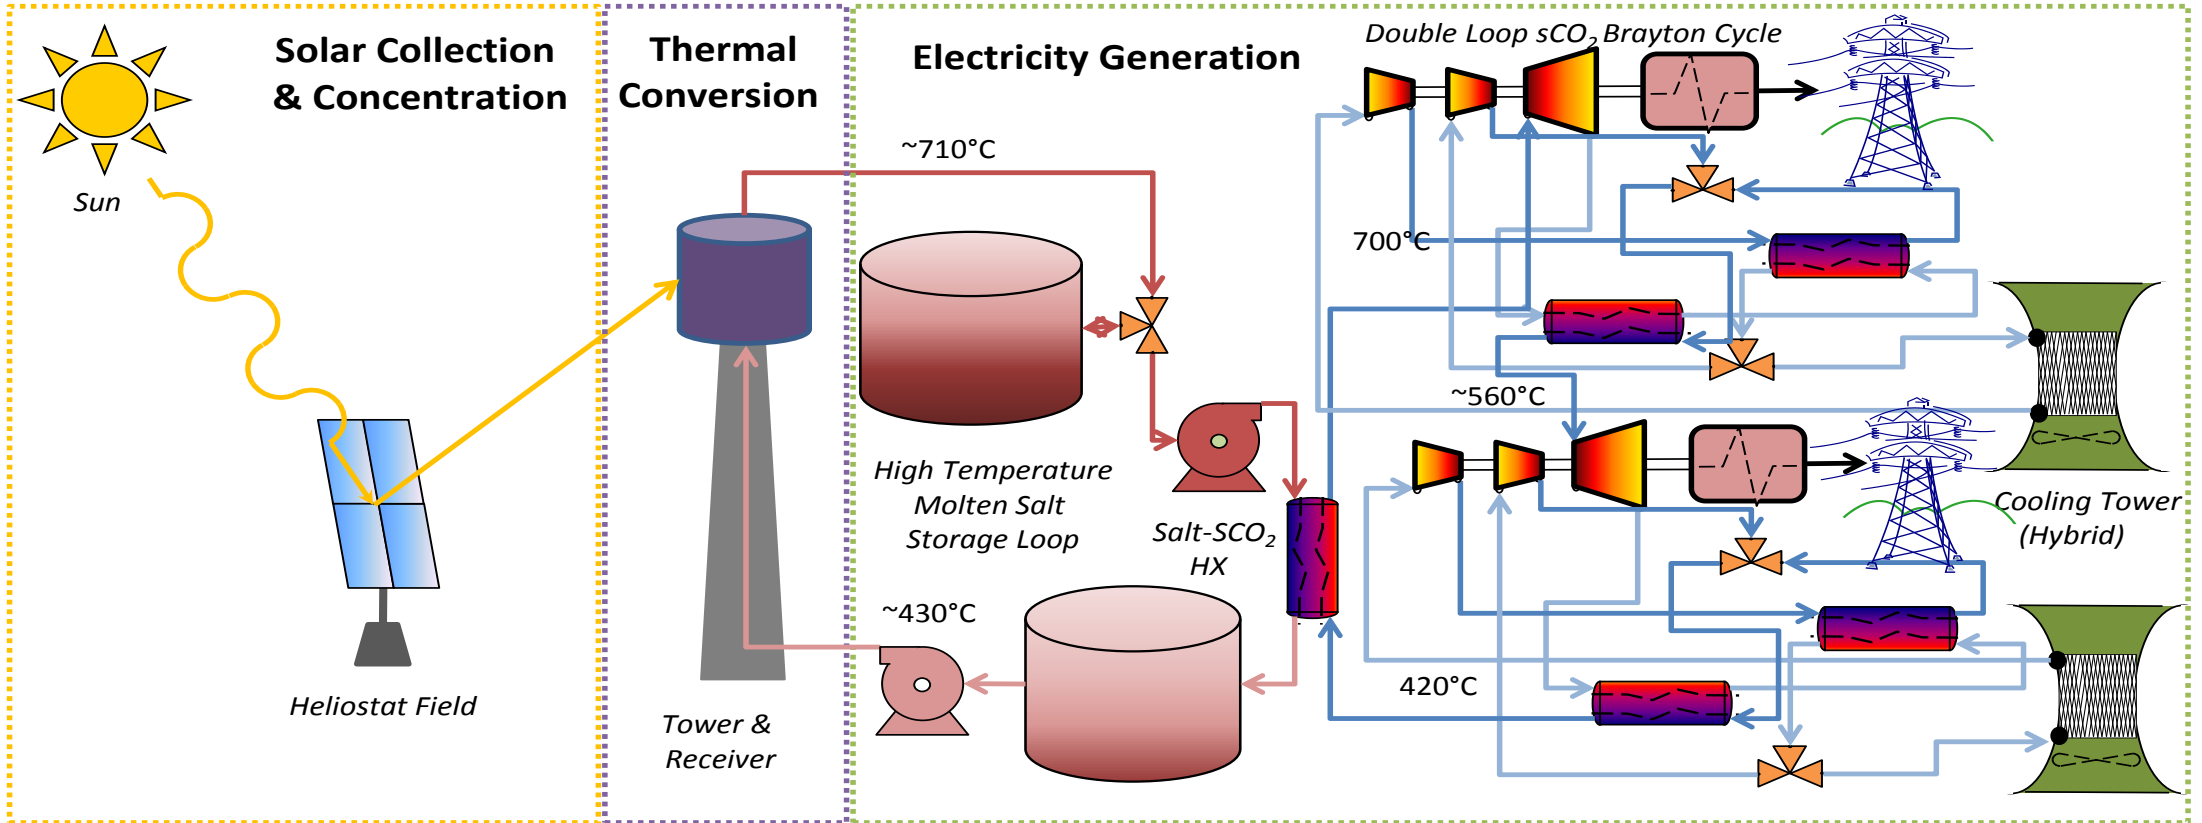 Solar Collection
& Concentration
Sun
Heliostat Field
Thermal
Conversion
Tower &
Receiver
Electricity Generation
~710°C
High Temperature
Molten Salt
Storage Loop
~430°C
Salt-SCO₂
HX
Double Loop sCO₂ Brayton Cycle
700°C
~560°C
420°C
Cooling Tower
(Hybrid)